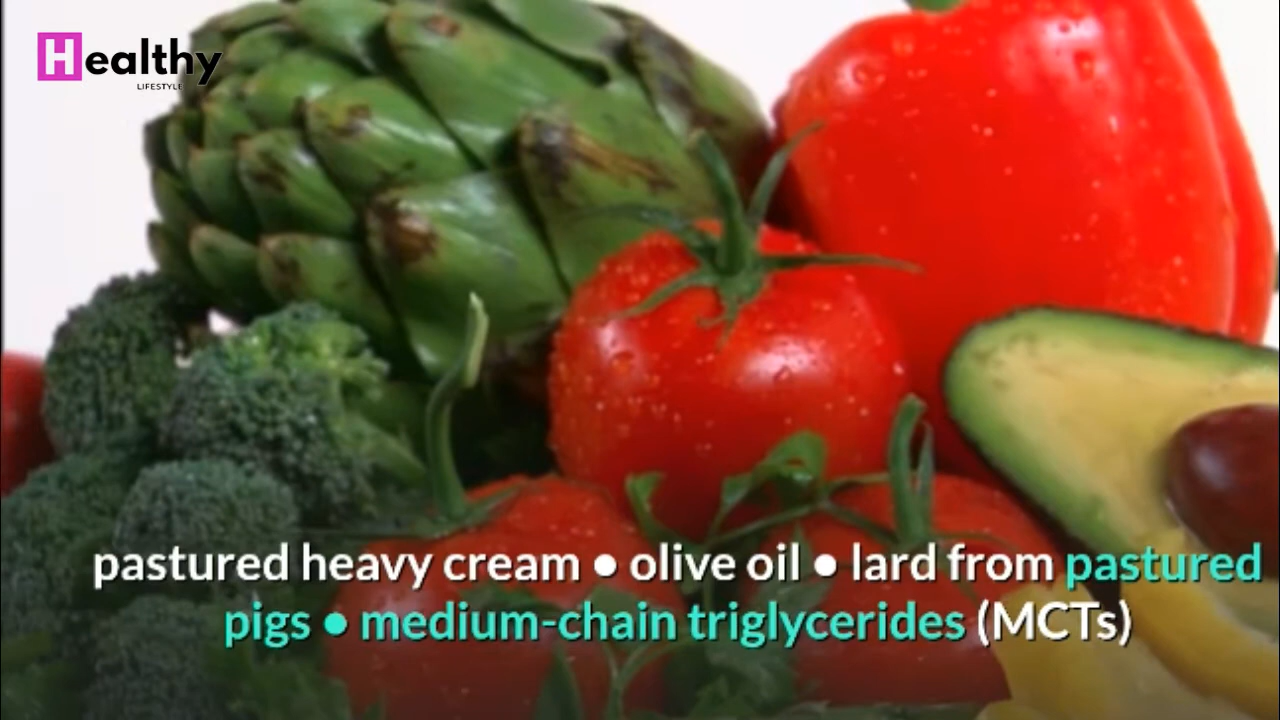 Healthy
LIFESTYLE
pastured heavy cream ● olive oil ● lard from pastured
pigs ● medium-chain triglycerides (MCTs)